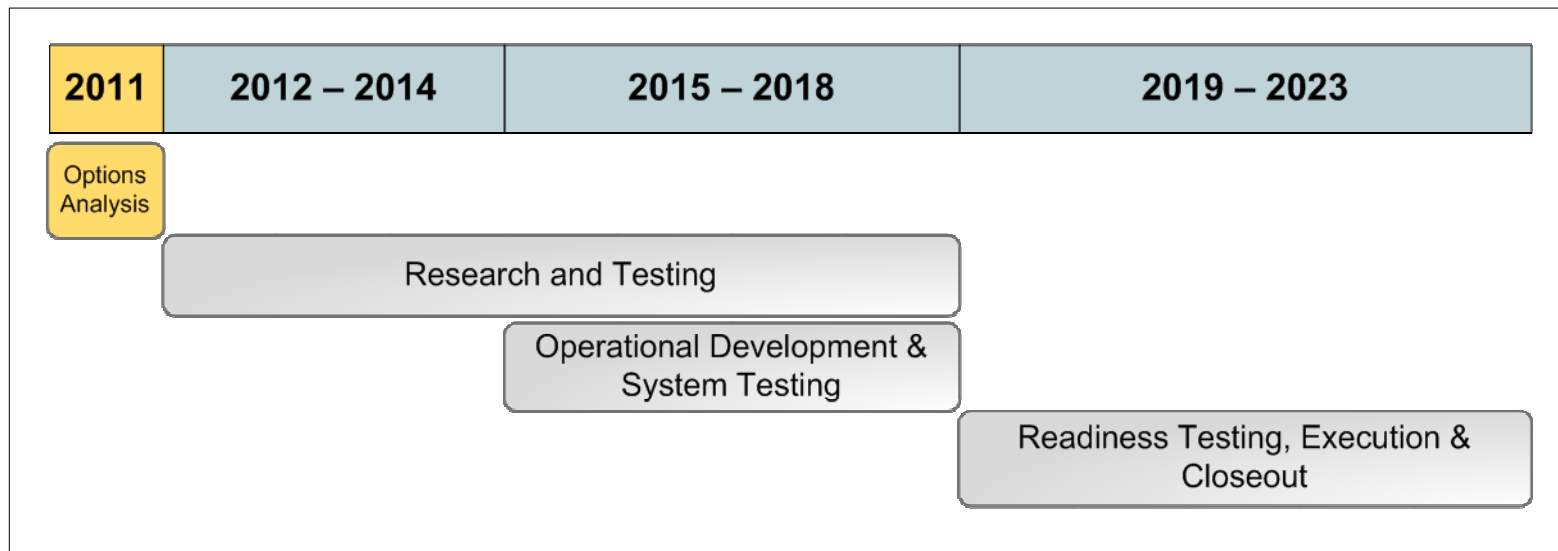 2011
2012 – 2014
2015 – 2018
2019 – 2023
Options
Analysis
Research and Testing
Operational Development &
System Testing
Readiness Testing, Execution &
Closeout